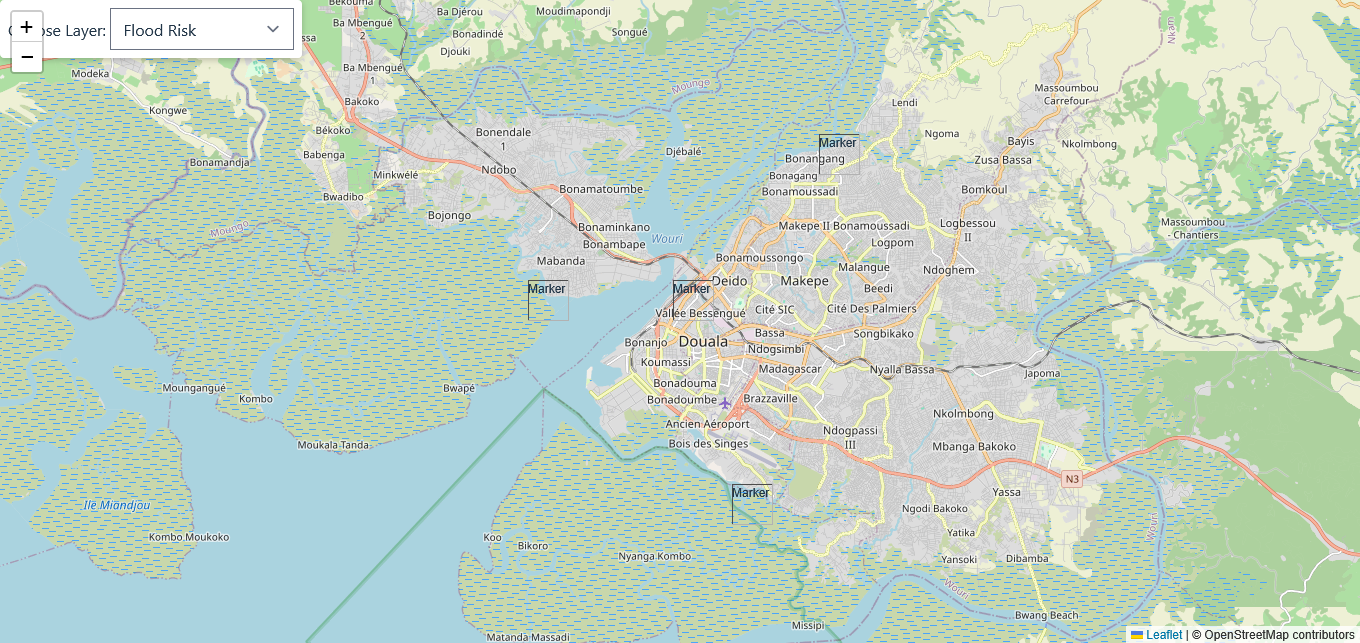 +
−
ose Layer:
Flood Risk
Bekouma
Ba Mbengué
2
Ba Djérou
Moudimapondji
Bonadindé
Songué
Djouki
ssa
Modeka
Ba Mbengué
1
Bakoko
Kongwe
Békoko
Babenga
Bonamandja
Minkwélé
Bwadibo
Bojongo
Moungo
Moungo
Nkam
Bonendale
1
Ndobo
Djébalé
Bonamatoumbe
Bonaminkano
Bonambape
Wouri
Mabanda
Massoumbou
Carrefour
Lendi
Ngoma
Bayis
Nkolmbong
Zusa Bassa
Marker
Bonangang
Bonagang
Bonamoussadi
Bomkoul
Makepe II
Bonamoussadi
Logbessou
II
Massoumbou
- Chantiers
Logpom
Bonamoussongo
Malangue
Ndoghem
Marker
Marker
Deido
Makepe
Beedi
Vallée Bessengué
Cité SIC
Cité Des Palmiers
Bassa
Songbikako
Bonanjo
Douala
Ndogsimbi
Koumassi
Madagascar
Nyalla Bassa
Japoma
Bonadouma
Bonadoumbe
Brazzaville
Nkolmbong
Ancien Aéroport
Ndogpassi
III
Bois des Singes
Mbanga Bakoko
N3
Moungangué
Kombo
Bwapé
Moukala Tanda
Ile Miandjou
Kombo Moukoko
Marker
Yassa
Ngodi Bakoko
Yatika
Wouri
Koo
Bikoro
Nyanga Kombo
Yansoki
Dibamba
Wouri
Bwang Beach
Missipi
Matanda Massadi
Leaflet | © OpenStreetMap contributors